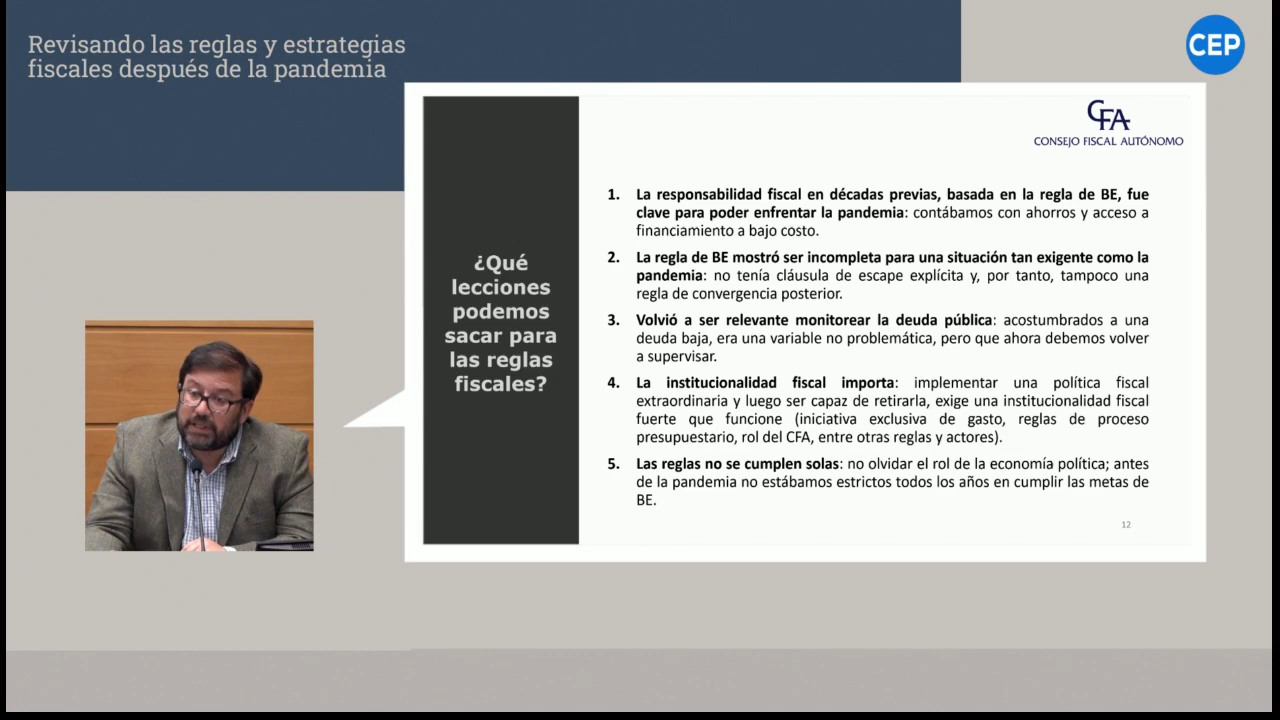 Revisando las reglas y estrategias
fiscales después de la pandemia
CEP
CFA
CONSEJO FISCAL AUTÓNOMO
¿Qué
lecciones
podemos
sacar para
las reglas
fiscales?
1. La responsabilidad fiscal en décadas previas, basada en la regla de BE, fue
clave para poder enfrentar la pandemia: contábamos con ahorros y acceso a
financiamiento a bajo costo.
2. La regla de BE mostró ser incompleta para una situación tan exigente como la
pandemia: no tenía cláusula de escape explícita y, por tanto, tampoco una
regla de convergencia posterior.
3. Volvió a ser relevante monitorear la deuda pública: acostumbrados a una
deuda baja, era una variable no problemática, pero que ahora debemos volver
a supervisar.
4. La institucionalidad fiscal importa: implementar una política fiscal
extraordinaria y luego ser capaz de retirarla, exige una institucionalidad fiscal
fuerte que funcione (iniciativa exclusiva de gasto, reglas de proceso
presupuestario, rol del CFA, entre otras reglas y actores).
5. Las reglas no se cumplen solas: no olvidar el rol de la economía política; antes
de la pandemia no estábamos estrictos todos los años en cumplir las metas de
BE.
12